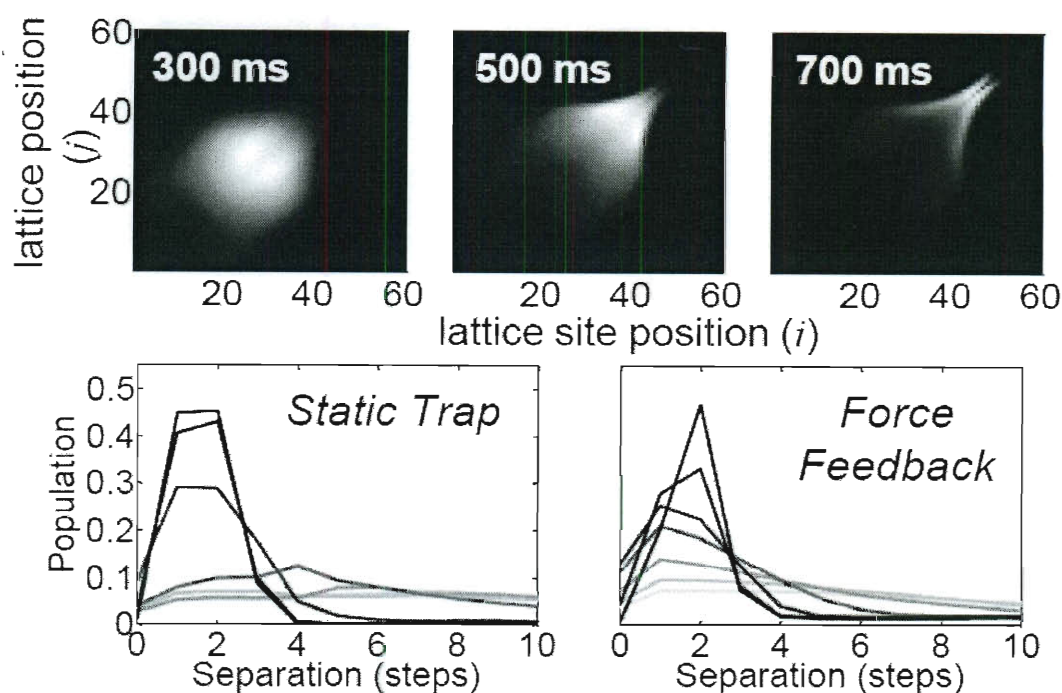 300 ms
500 ms
700 ms
lattice position
(j)
60
40
20
20 40 60
20 40 60
20 40 60
lattice site position (i)
Static Trap
Population
0.5
0.4
0.3
0.2
0.1
0
0 2 4 6 8 10
Separation (steps)
Force
Feedback
0 2 4 6 8 10
Separation (steps)